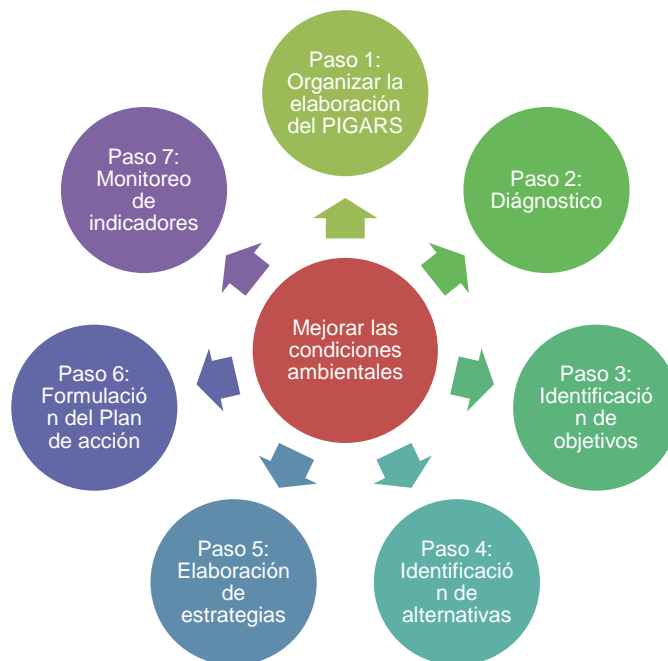 Paso 1:
Organizar la
elaboración
del PIGARS
Paso 2:
Diágnostico
Paso 3:
Identificació
n de
objetivos
Paso 4:
Identificació
n de
alternativas
Paso 5:
Elaboración
de
estrategias
Paso 6:
Formulación
n del Plan
de acción
Paso 7:
Monitoreo
de
indicadores
Mejorar las
condiciones
ambientales